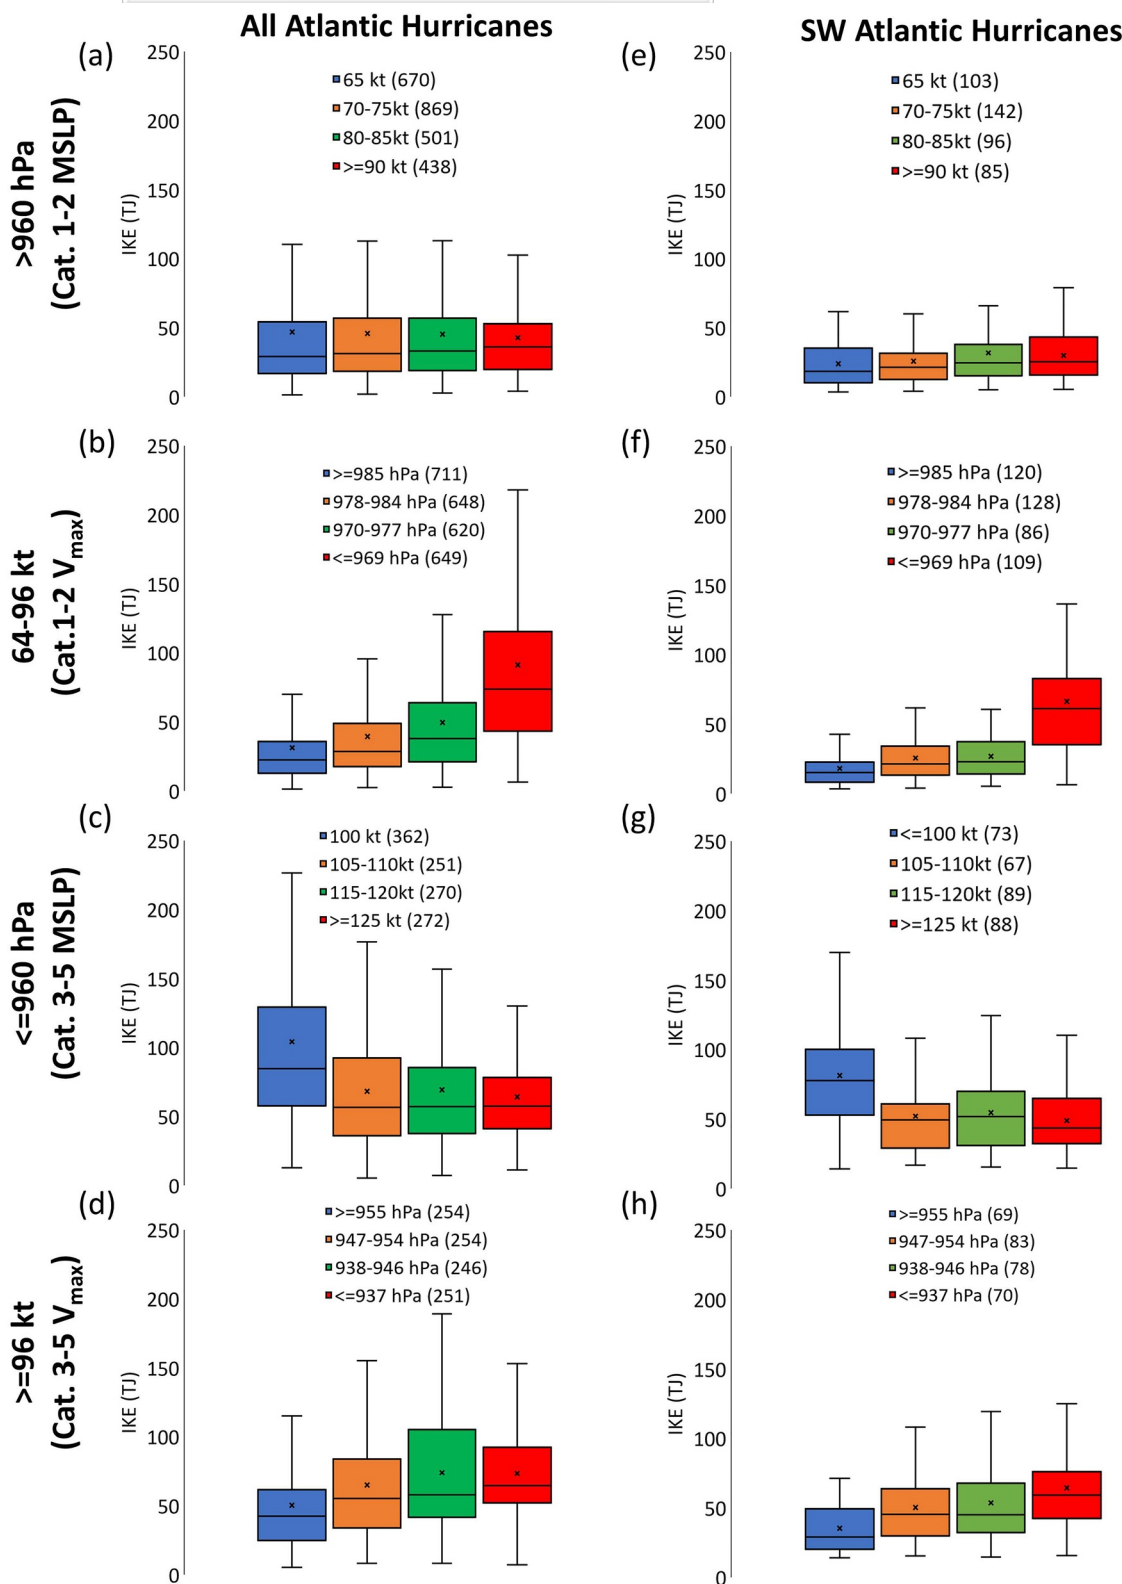 All Atlantic Hurricanes
SW Atlantic Hurricanes
>960 hPa
(Cat. 1-2 MSLP)
(a)
250
200
150
100
50
0
IKE (TJ)
65 kt (670)
70-75kt (869)
80-85kt (501)
>=90 kt (438)
(e)
250
200
150
100
50
0
IKE (TJ)
65 kt (103)
70-75kt (142)
80-85kt (96)
>=90 kt (85)
64-96 kt
(Cat.1-2 Vmax)
(b)
250
200
150
100
50
0
IKE (TJ)
>=985 hPa (711)
978-984 hPa (648)
970-977 hPa (620)
<=969 hPa (649)
(f)
250
200
150
100
50
0
IKE (TJ)
>=985 hPa (120)
978-984 hPa (128)
970-977 hPa (86)
<=969 hPa (109)
<=960 hPa
(Cat. 3-5 MSLP)
(c)
250
200
150
100
50
0
IKE (TJ)
100 kt (362)
105-110kt (251)
115-120kt (270)
>=125 kt (272)
(g)
250
200
150
100
50
0
IKE (TJ)
<=100 kt (73)
105-110kt (67)
115-120kt (89)
>=125 kt (88)
>=96 kt
(Cat. 3-5 Vmax)
(d)
250
200
150
100
50
0
IKE (TJ)
>=955 hPa (254)
947-954 hPa (254)
938-946 hPa (246)
<=937 hPa (251)
(h)
250
200
150
100
50
0
IKE (TJ)
>=955 hPa (69)
947-954 hPa (83)
938-946 hPa (78)
<=937 hPa (70)